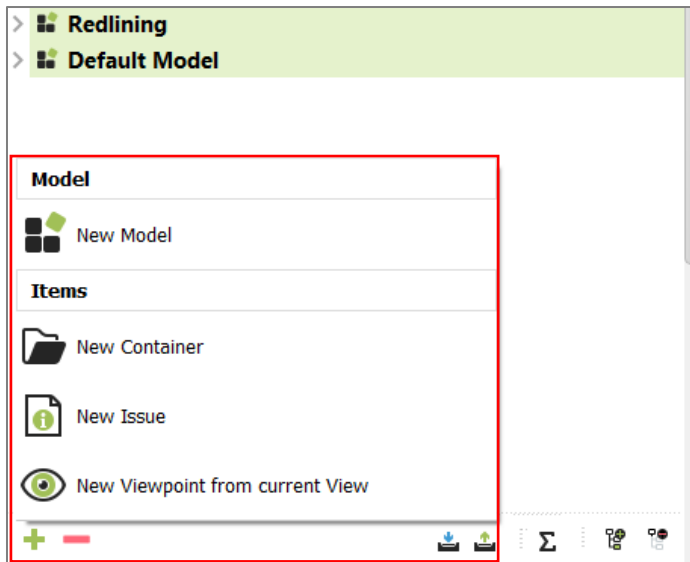 Redlining
Default Model
Model
New Model
Items
New Container
New Issue
New Viewpoint from current View
Σ